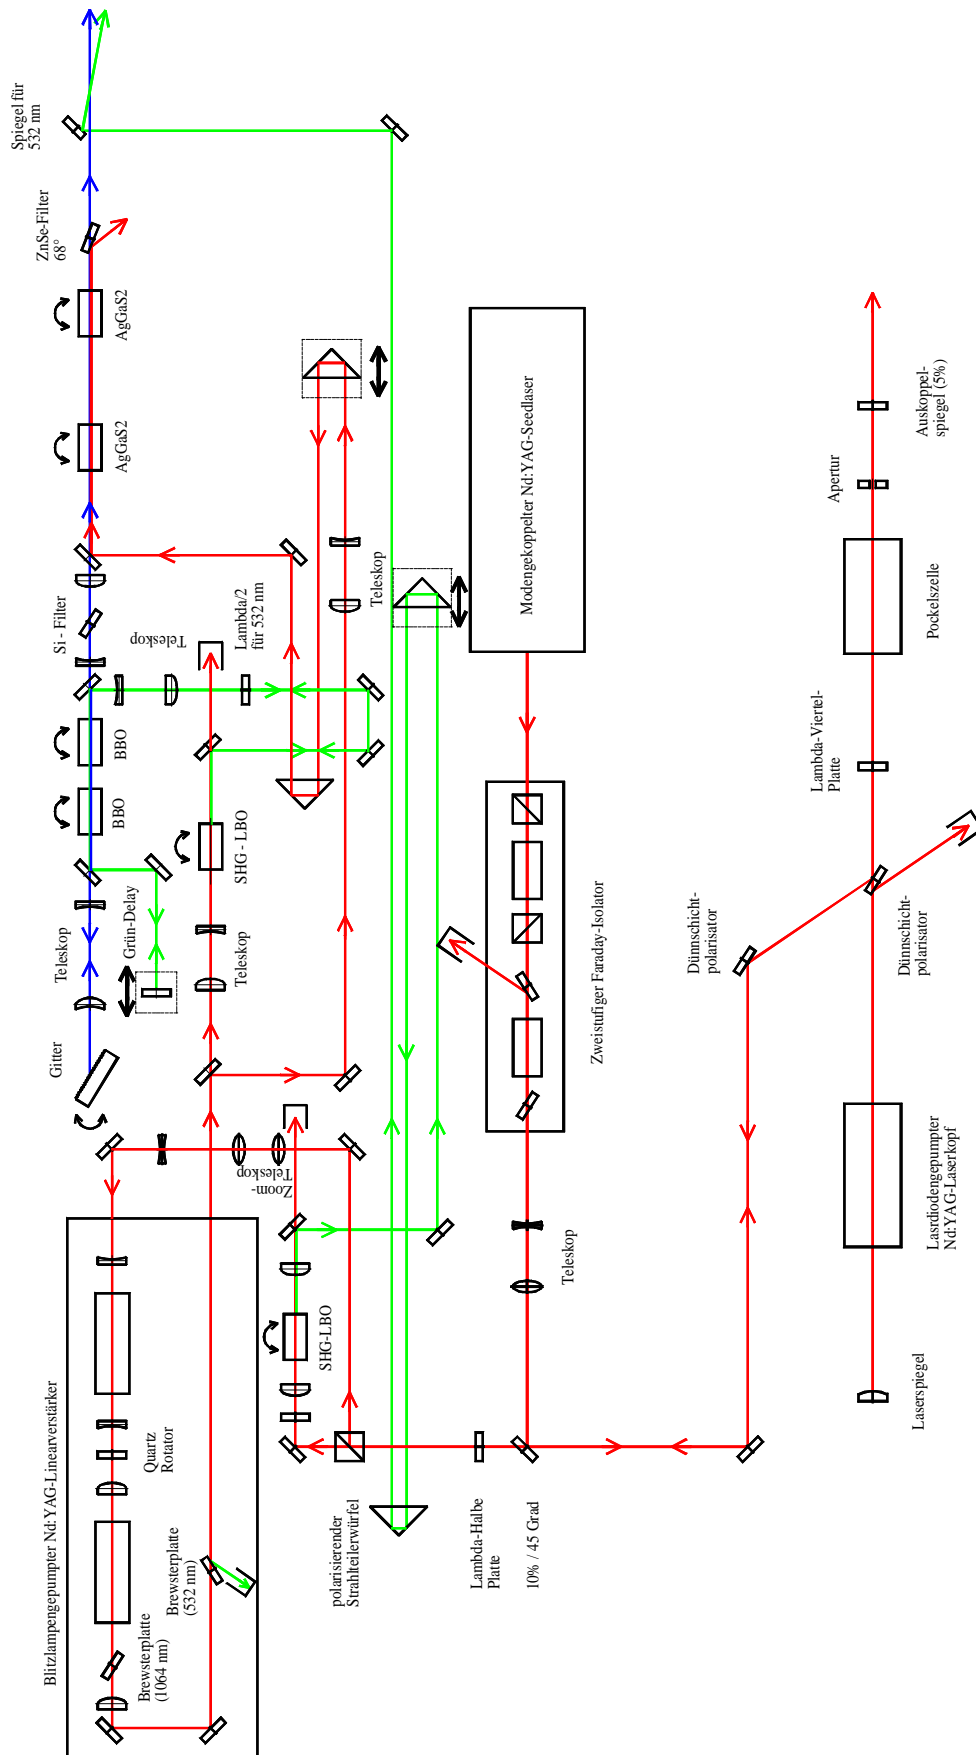 Spiegel für
532 nm
ZnSe-Filter
68°
AgGaS2
AgGaS2
Si - Filter
Teleskop
Lambda/2
für 532 nm
BBO
BBO
SHG - LBO
Teleskop
Grün-Delay
Teleskop
Gitter
Teleskop
Zoom-
Teleskop
Blitzlampengepumpter Nd:YAG-Linearverstärker
Quartz
Rotator
Brewsterplatte
(1064 nm)
Brewsterplatte
(532 nm)
SHG-LBO
polarisierender
Strahlteilerwürfel
Modengekoppelter Nd:YAG-Seedlaser
Zweistufiger Faraday-Isolator
Teleskop
Lambda-Halbe
Platte
10% / 45 Grad
Dünnschicht-
polarisator
Dünnschicht-
polarisator
Auskoppel-
spiegel (5%)
Apertur
Pockelszelle
Lambda-Viertel-
Platte
Lasrdiodengepumpter
Nd:YAG-Laserkopf
Laserspiegel